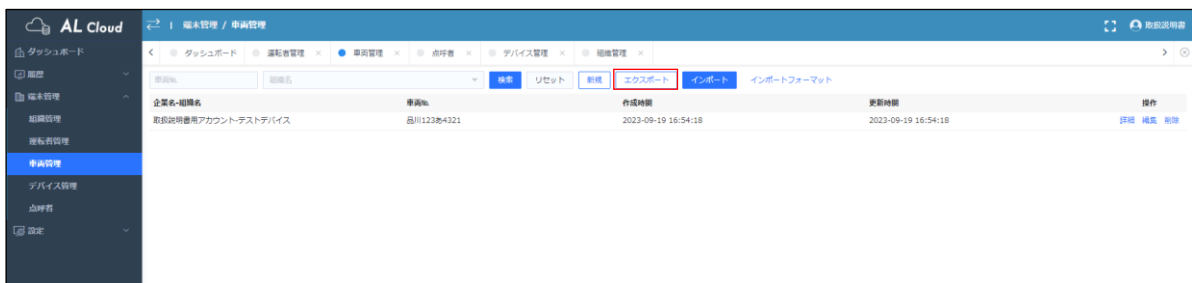 AL Cloud
端末管理 / 車両管理
取扱説明書
ダッシュボード
ダッシュボード 運転者管理 × 車両管理 × 点呼者 × デバイス管理 × 組織管理 ×
履歴
車両№ 組織名 検索 リセット 新規 エクスポート インポート インポートフォーマット
端末管理
企業名-組織名 車両№ 作成時間 更新時間 操作
取扱説明書用アカウント-テストデバイス 品川123あ4321 2023-09-19 16:54:18 2023-09-19 16:54:18 詳細 編集 削除
組織管理
運転者管理
車両管理
デバイス管理
点呼者
設定